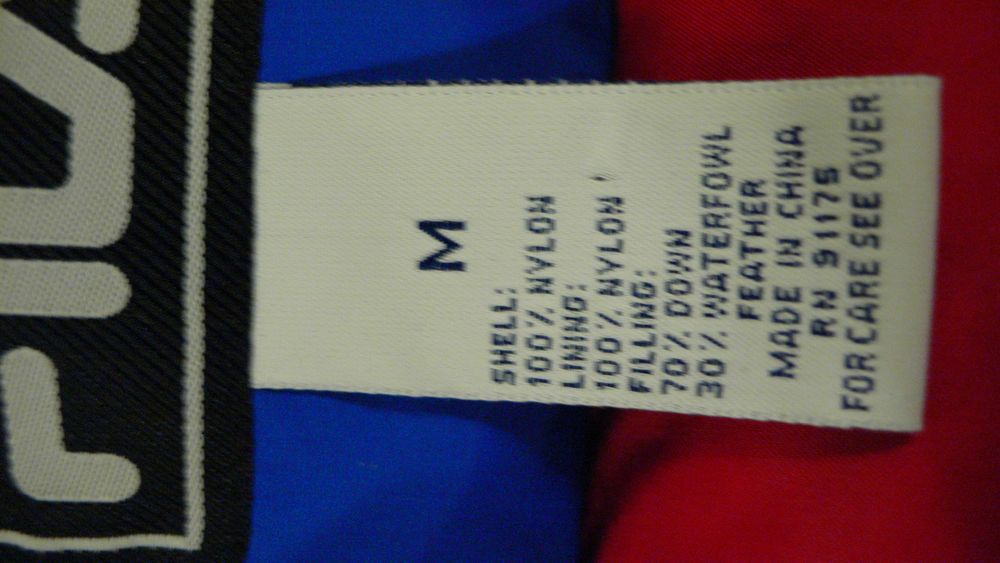 FILA
M
SHELL:
100% NYLON
LINING:
100% NYLON
FILLING:
70% DOWN
30% WATERFOWL
FEATHER
MADE IN CHINA
RN 91175
FOR CARE SEE OVER